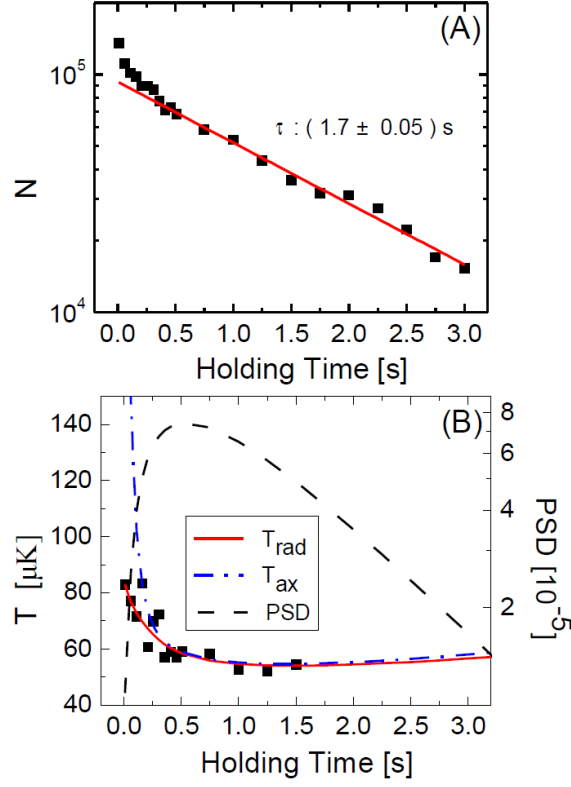 (A)
10^5
N
τ : ( 1.7 ± 0.05 ) s
10^4
0.0 0.5 1.0 1.5 2.0 2.5 3.0
Holding Time [s]
(B)
140
120
100
80
60
40
T [µK]
T_rad
T_ax
PSD
8
6
4
2
PSD [10^-5]
0.0 0.5 1.0 1.5 2.0 2.5 3.0
Holding Time [s]